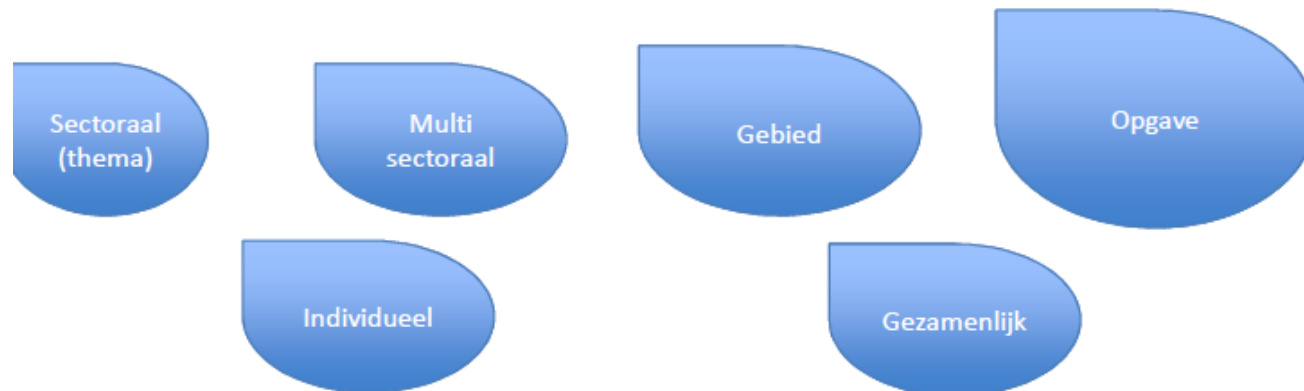 Sectoraal
(thema)
Multi
sectoraal
Gebied
Opgave
Individueel
Gezamenlijk